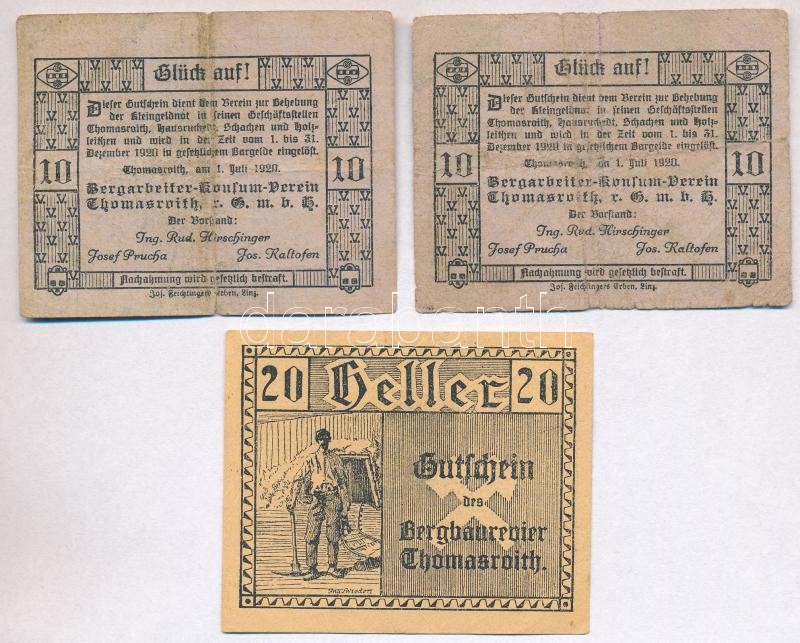 Glück auf!
Dieser Gutschein dient dem Verein zur Behebung
der Kleingeldnot in seinen Geschäftsstellen
Thomasroith, Hausruckedt, Schachen und Holz-
leithen und wird in der Zeit vom 1. bis 31.
Dezember 1920 in gesetzlichem Bargelde eingelöst.
Thomasroith, am 1. Juli 1920.
10 10
Bergarbeiter-Konsum-Verein
Thomasroith, r. G. m. b. H.
Der Vorstand:
Ing. Rud. Hirschinger
Josef Prucha Jos. Kaltofen
Nachahmung wird gesetzlich bestraft.
Jos. Feichtingers Erben, Linz.
Glück auf!
Dieser Gutschein dient dem Verein zur Behebung
der Kleingeldnot in seinen Geschäftsstellen
Thomasroith, Hausruckedt, Schachen und Holz-
leithen und wird in der Zeit vom 1. bis 31.
Dezember 1920 in gesetzlichem Bargelde eingelöst.
Thomasroith, am 1. Juli 1920.
10 10
Bergarbeiter-Konsum-Verein
Thomasroith, r. G. m. b. H.
Der Vorstand:
Ing. Rud. Hirschinger
Josef Prucha Jos. Kaltofen
Nachahmung wird gesetzlich bestraft.
Jos. Feichtingers Erben, Linz.
darabanth
20 Heller 20
Gutschein
des
Bergbaurevier
Thomasroith.